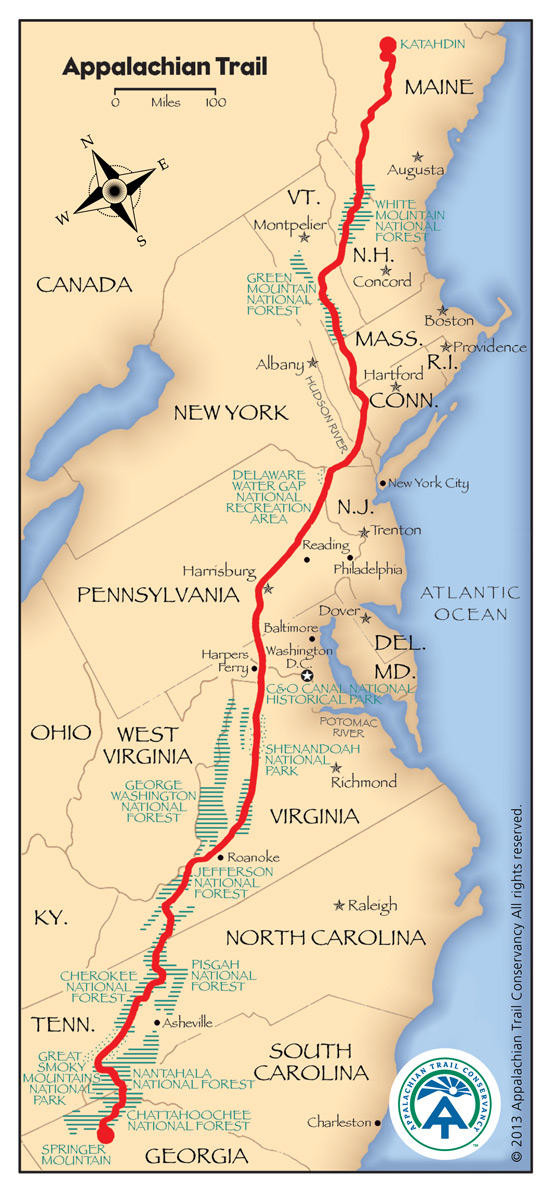 KATAHDIN
Appalachian Trail
MAINE
0 Miles 100
N
E
W
S
Augusta
VT.
WHITE
MOUNTAIN
NATIONAL
FOREST
Montpelier
N.H.
Concord
CANADA
GREEN
MOUNTAIN
NATIONAL
FOREST
Boston
MASS.
Providence
R.I.
Albany
Hartford
HUDSON RIVER
CONN.
NEW YORK
DELAWARE
WATER GAP
NATIONAL
RECREATION
AREA
New York City
N.J.
Trenton
Reading
Philadelphia
Harrisburg
PENNSYLVANIA
ATLANTIC
OCEAN
Dover
Baltimore
DEL.
Washington
D.C.
MD.
Harpers
Ferry
C&O CANAL NATIONAL
HISTORICAL PARK
POTOMAC
RIVER
OHIO
WEST
VIRGINIA
SHENANDOAH
NATIONAL
PARK
Richmond
GEORGE
WASHINGTON
NATIONAL
FOREST
VIRGINIA
Roanoke
JEFFERSON
NATIONAL
FOREST
KY.
Raleigh
NORTH CAROLINA
PISGAH
NATIONAL
FOREST
CHEROKEE
NATIONAL
FOREST
TENN.
Asheville
GREAT
SMOKY
MOUNTAINS
NATIONAL
PARK
SOUTH
CAROLINA
NANTAHALA
NATIONAL FOREST
CHATTAHOOCHEE
NATIONAL FOREST
Charleston
SPRINGER
MOUNTAIN
GEORGIA
APPALACHIAN TRAIL CONSERVANCY
™
© 2013 Appalachian Trail Conservancy All rights reserved.